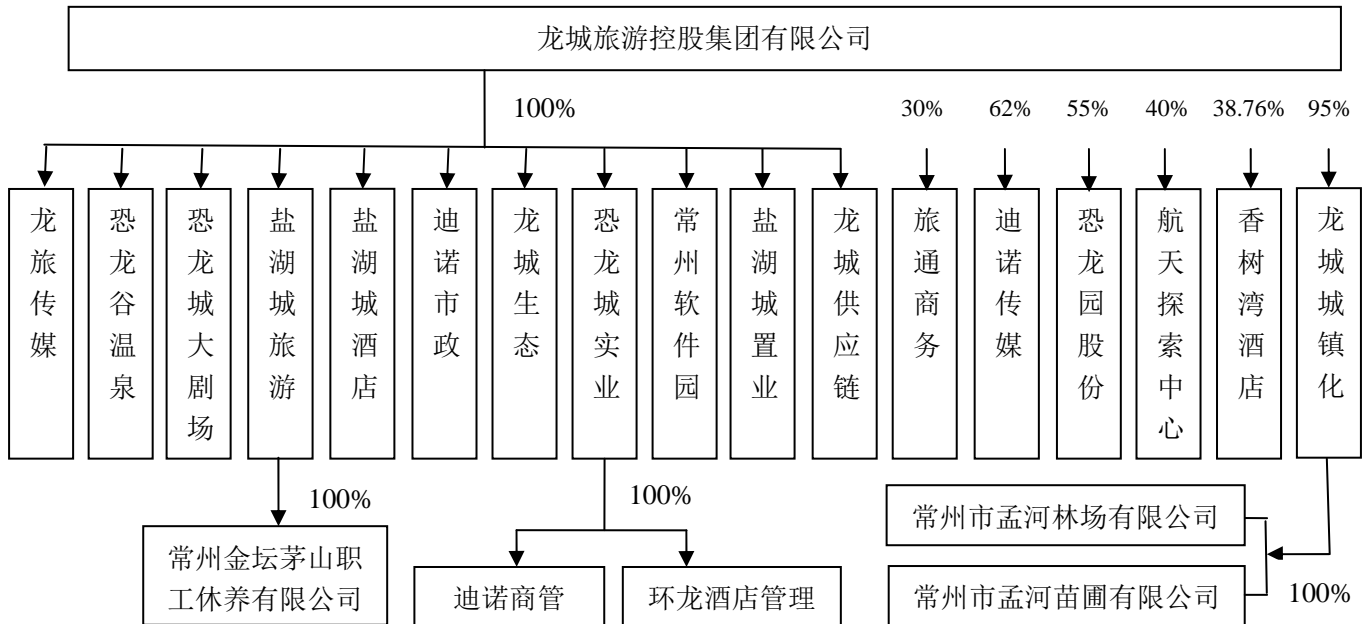 龙城旅游控股集团有限公司
100%
30%
62%
55%
40%
38.76%
95%
龙旅传媒
恐龙谷温泉
恐龙城大剧场
盐湖城旅游
盐湖城酒店
迪诺市政
龙城生态
恐龙城实业
常州软件园
盐湖城置业
龙城供应链
旅通商务
迪诺传媒
恐龙园股份
航天探索中心
香树湾酒店
龙城城镇化
100%
100%
常州市孟河林场有限公司
常州金坛茅山职
工休养有限公司
迪诺商管
环龙酒店管理
常州市孟河苗圃有限公司
100%